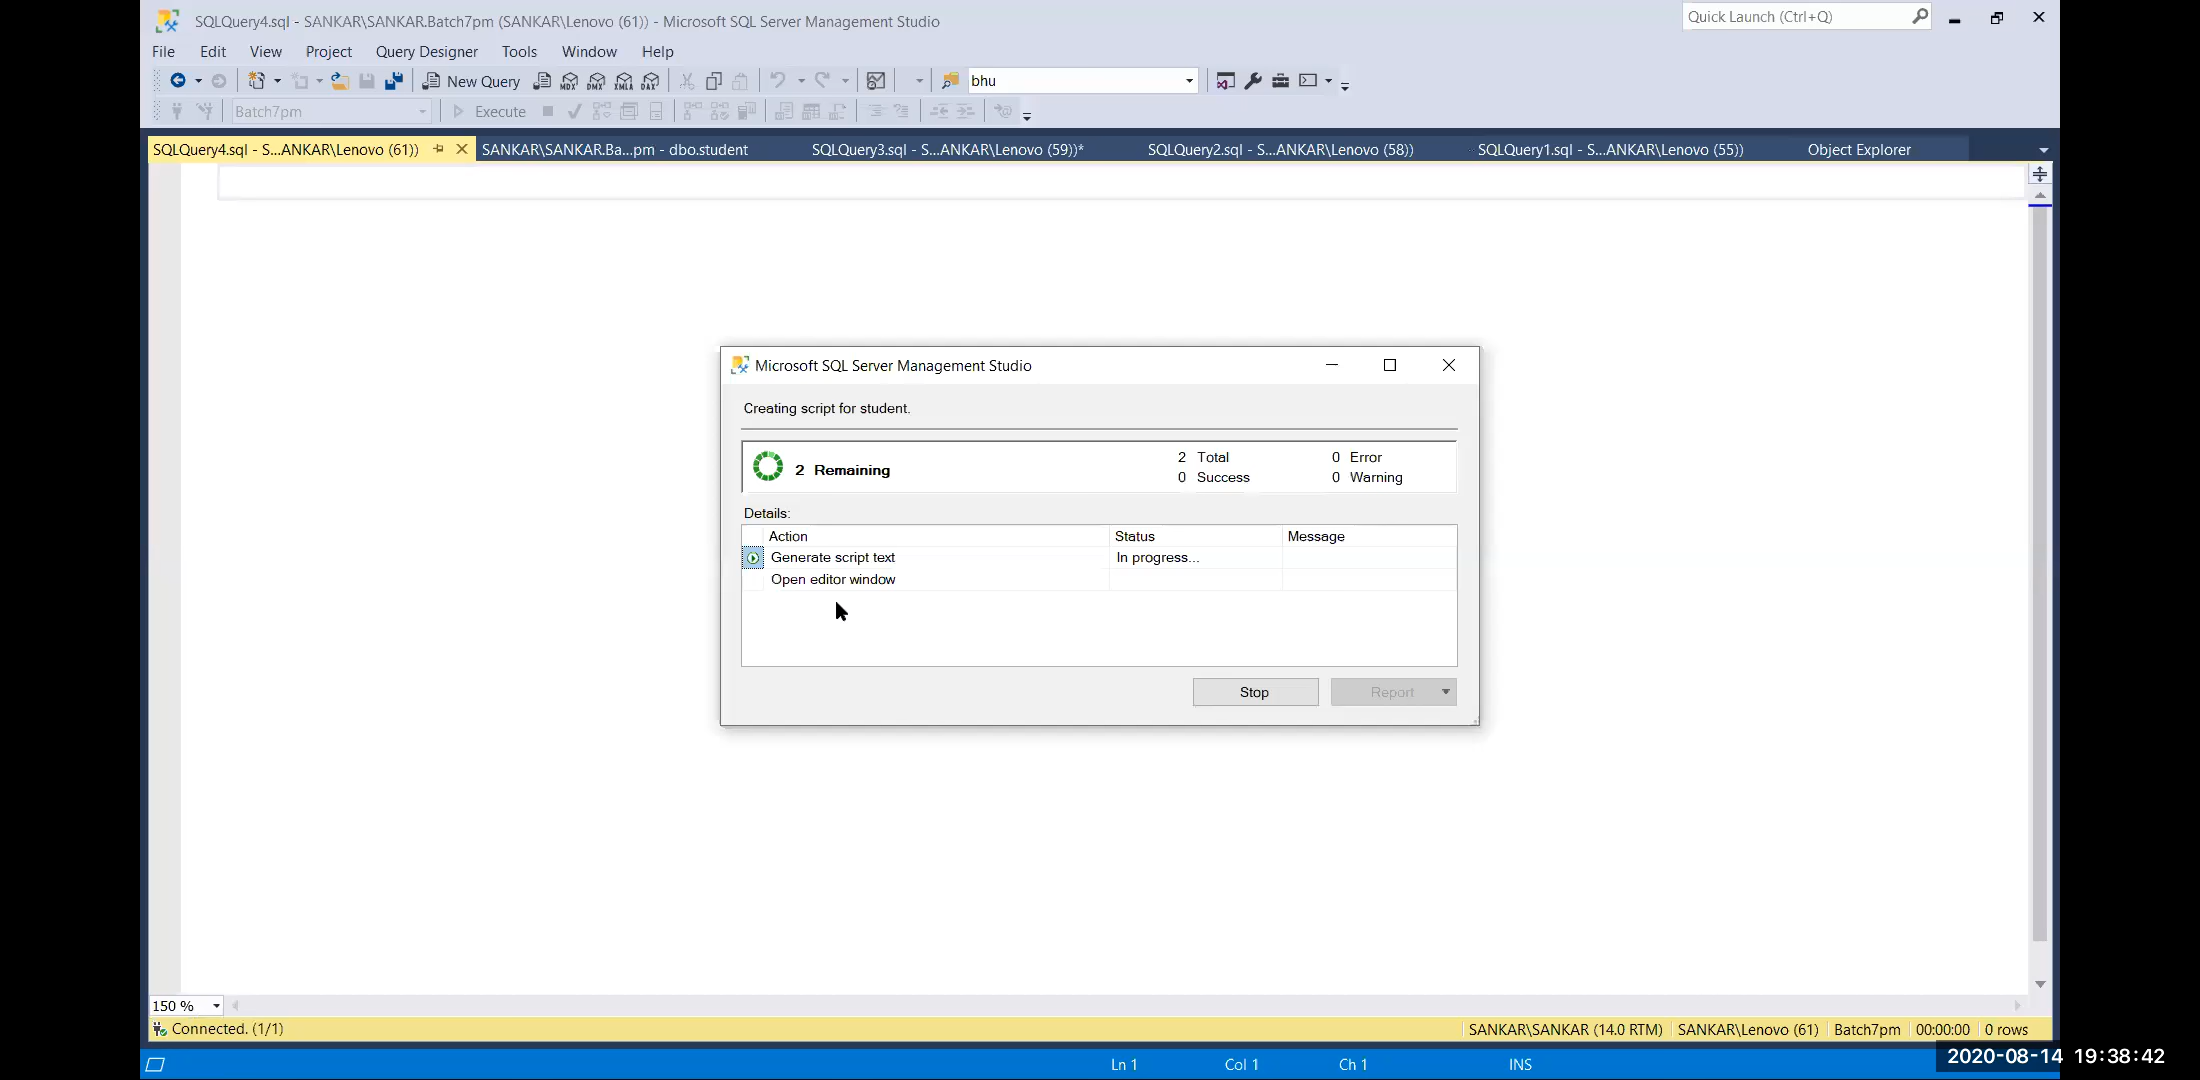 SQLQuery4.sql - SANKAR\SANKAR.Batch7pm (SANKAR\Lenovo (61)) - Microsoft SQL Server Management Studio
Quick Launch (Ctrl+Q)
File Edit View Project Query Designer Tools Window Help
New Query MDX DMX XMLA DAX bhu
Batch7pm Execute
SQLQuery4.sql - S...ANKAR\Lenovo (61)) SANKAR\SANKAR.Ba...pm - dbo.student SQLQuery3.sql - S...ANKAR\Lenovo (59))* SQLQuery2.sql - S...ANKAR\Lenovo (58)) SQLQuery1.sql - S...ANKAR\Lenovo (55)) Object Explorer
Microsoft SQL Server Management Studio
Creating script for student.
2 Remaining
2 Total 0 Error
0 Success 0 Warning
Details:
Action Status Message
Generate script text In progress...
Open editor window
Stop Report
150 %
Connected. (1/1) SANKAR\SANKAR (14.0 RTM) SANKAR\Lenovo (61) Batch7pm 00:00:00 0 rows
Ln 1 Col 1 Ch 1 INS
2020-08-14 19:38:42